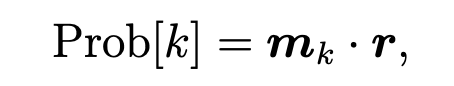 Prob[k] = m_k · r,